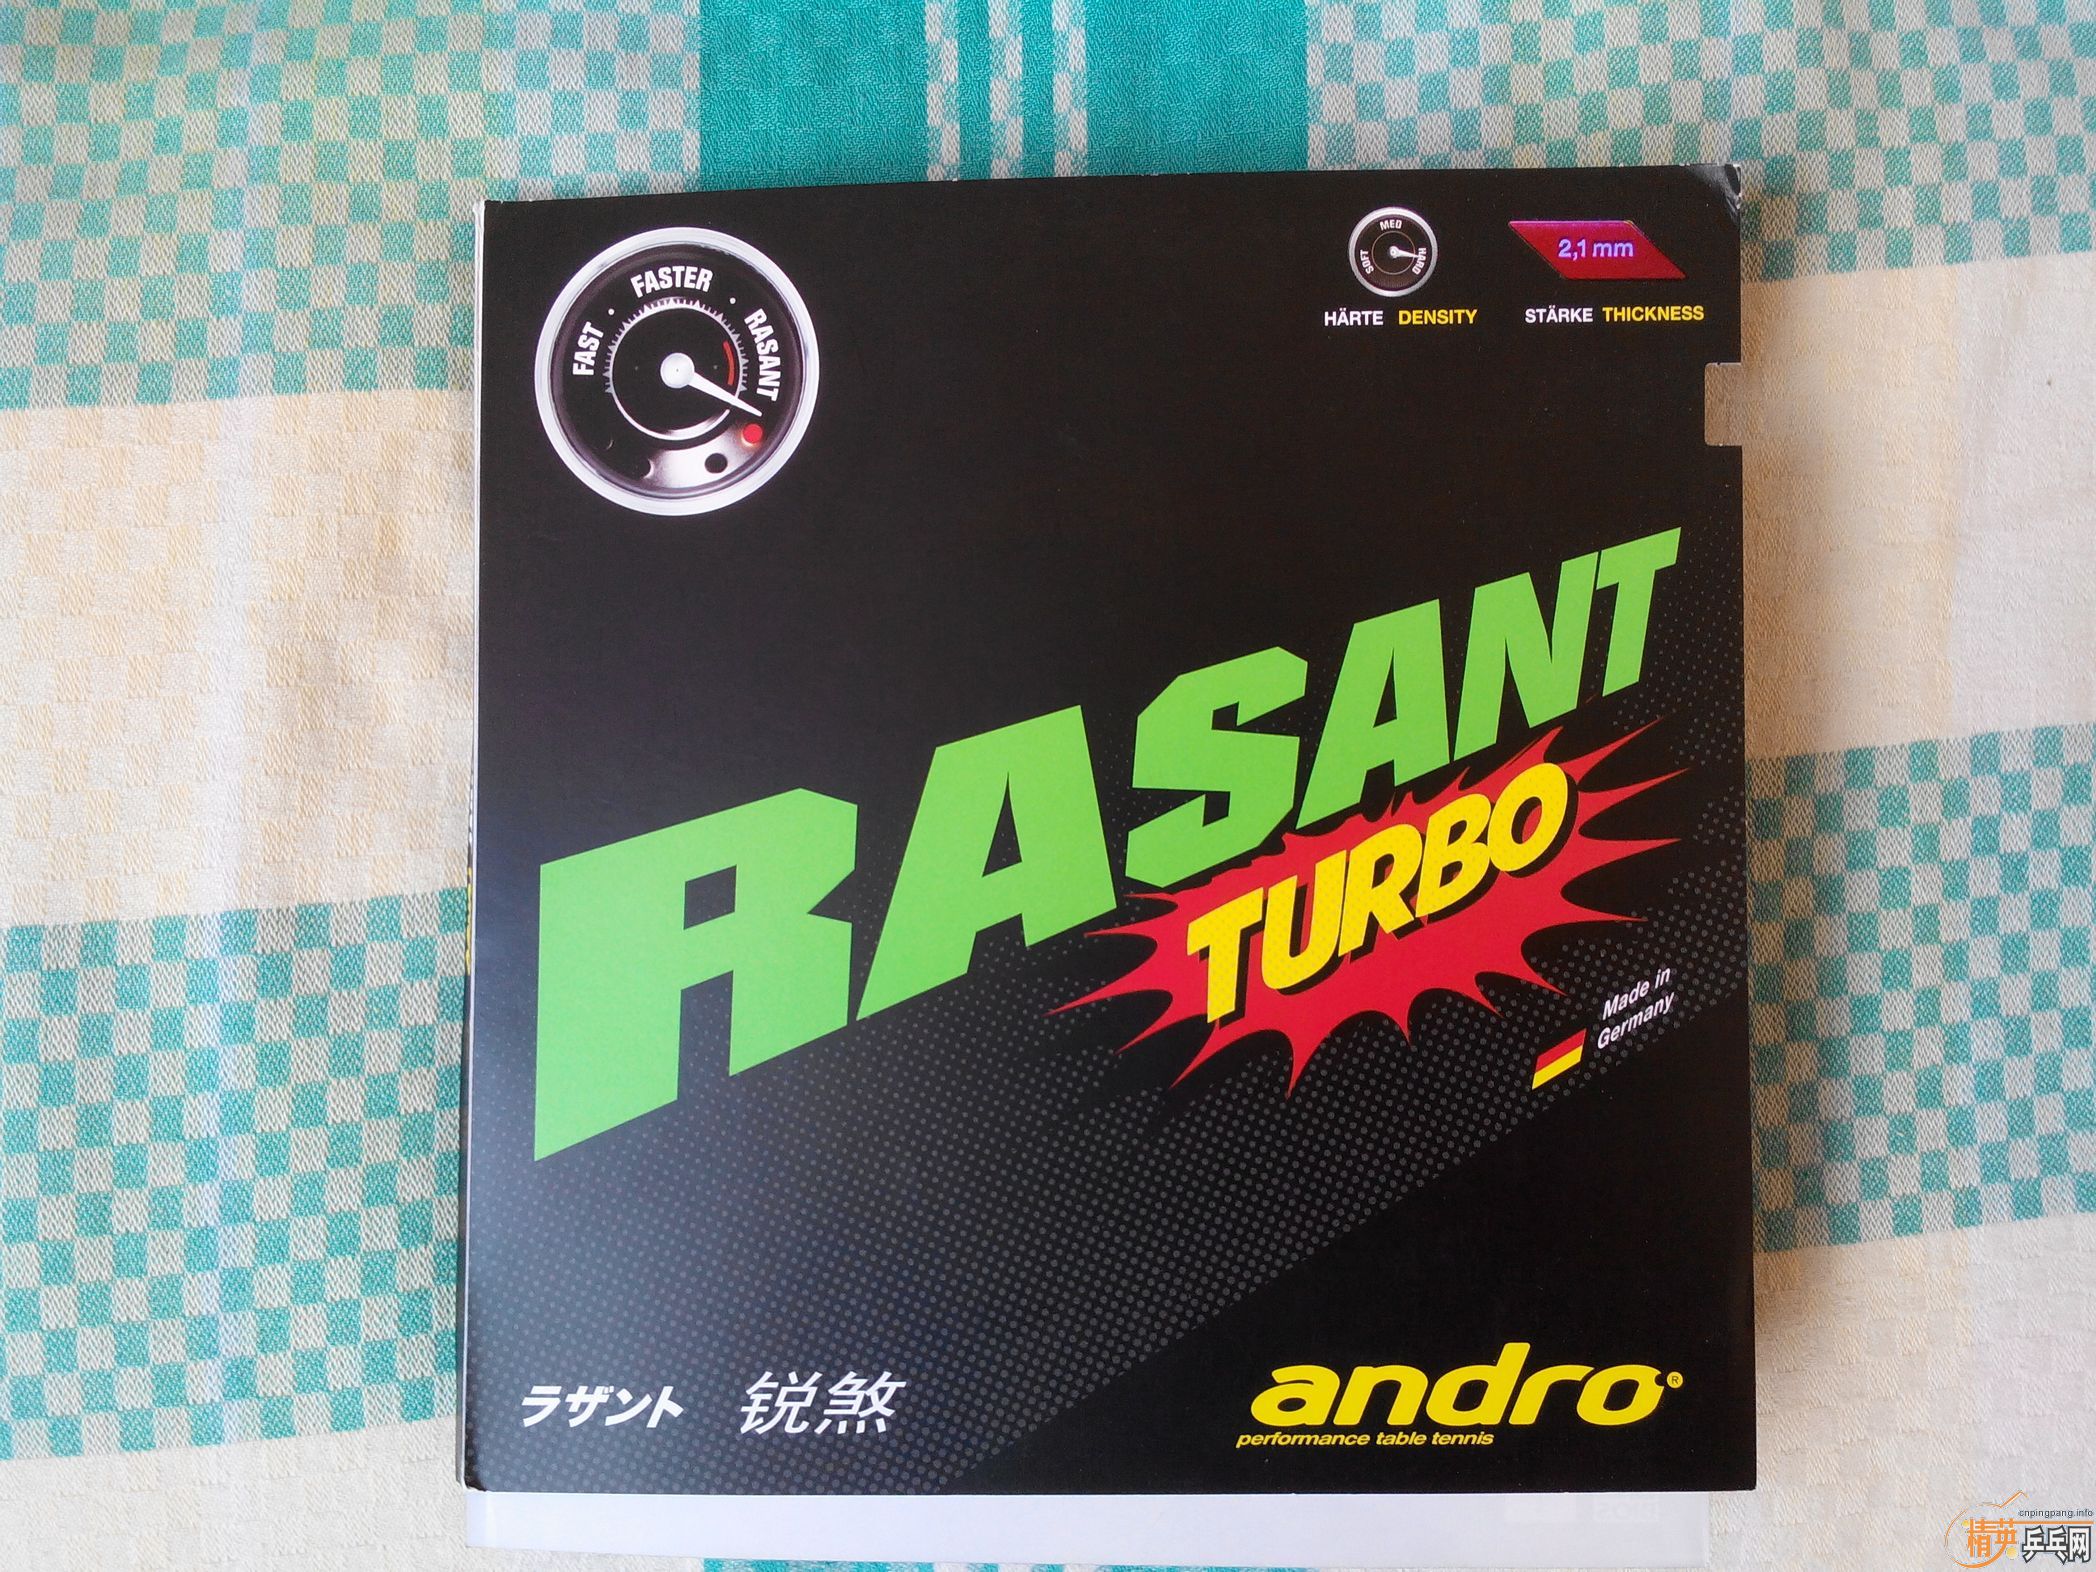 FAST · FASTER · RASANT
SOFT MED HARD
HÄRTE DENSITY
2,1 mm
STÄRKE THICKNESS
RASANT
TURBO
Made in
Germany
ラザント 锐煞
andro®
performance table tennis
cnpingpang.info
精英乒乓网